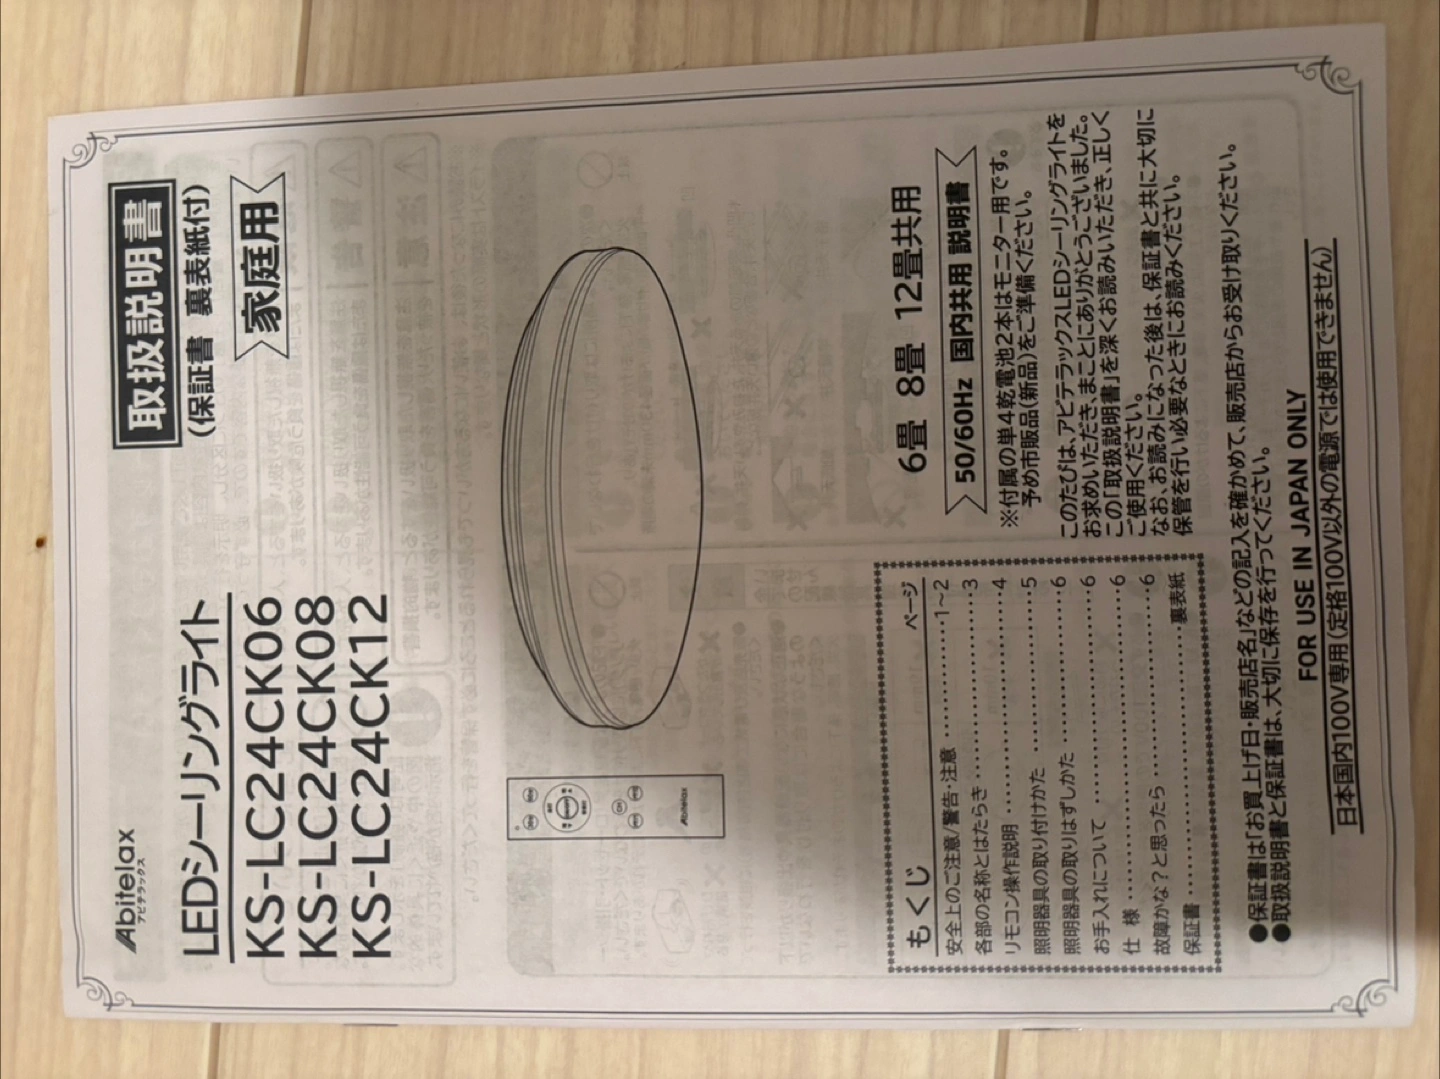 Abitelax
アビテラックス
取扱説明書
(保証書 裏表紙付)
家庭用
LEDシーリングライト
KS-LC24CK06
KS-LC24CK08
KS-LC24CK12
Abitelax
6畳 8畳 12畳共用
50/60Hz 国内共用 説明書
※付属の単4乾電池2本はモニター用です。
予め市販品(新品)をご準備ください。
このたびは、アビテラックスLEDシーリングライトを
お求めいただき、まことにありがとうございました。
この「取扱説明書」を深くお読みいただき、正しく
ご使用ください。
なお、お読みになった後は、保証書と共に大切に
保管を行い必要なときにお読みください。
もくじ ページ
安全上のご注意/警告・注意 1〜2
各部の名称とはたらき 3
リモコン操作説明 4
照明器具の取り付けかた 5
照明器具の取りはずしかた 6
お手入れについて 6
仕 様 6
故障かな?と思ったら 6
保証書 裏表紙
●保証書は「お買上げ日・販売店名」などの記入を確かめて、販売店からお受け取りください。
●取扱説明書と保証書は、大切に保存を行ってください。
FOR USE IN JAPAN ONLY
日本国内100V専用(定格100V以外の電源では使用できません)